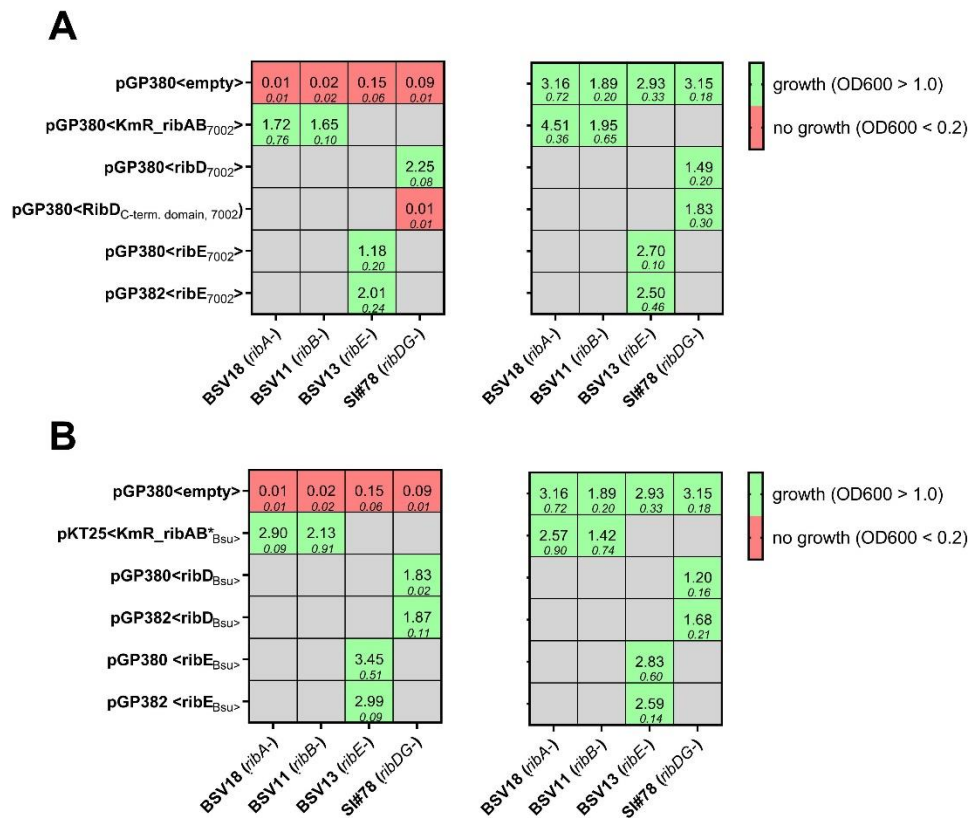 A
pGP380<empty> 0.01 0.02 0.15 0.09 3.16 1.89 2.93 3.15 growth (OD600 > 1.0)
0.01 0.02 0.06 0.01 0.72 0.20 0.33 0.18
pGP380<KmR_ribAB7002> 1.72 1.65 4.51 1.95 no growth (OD600 < 0.2)
0.76 0.10 0.36 0.65
pGP380<ribD7002> 2.25 1.49
0.08 0.20
pGP380<RibDC-term. domain, 7002) 0.01 1.83
0.01 0.30
pGP380<ribE7002> 1.18 2.70
0.20 0.10
pGP382<ribE7002> 2.01 2.50
0.24 0.46
BSV18 (ribA-) BSV11 (ribB-) BSV13 (ribE-) SI#78 (ribDG-) BSV18 (ribA-) BSV11 (ribB-) BSV13 (ribE-) SI#78 (ribDG-)
B
pGP380<empty> 0.01 0.02 0.15 0.09 3.16 1.89 2.93 3.15 growth (OD600 > 1.0)
0.01 0.02 0.06 0.01 0.72 0.20 0.33 0.18
pKT25<KmR_ribAB*Bsu> 2.90 2.13 2.57 1.42 no growth (OD600 < 0.2)
0.09 0.91 0.90 0.74
pGP380<ribDBsu> 1.83 1.20
0.02 0.16
pGP382<ribDBsu> 1.87 1.68
0.11 0.21
pGP380 <ribEBsu> 3.45 2.83
0.51 0.60
pGP382 <ribEBsu> 2.99 2.59
0.09 0.14
BSV18 (ribA-) BSV11 (ribB-) BSV13 (ribE-) SI#78 (ribDG-) BSV18 (ribA-) BSV11 (ribB-) BSV13 (ribE-) SI#78 (ribDG-)